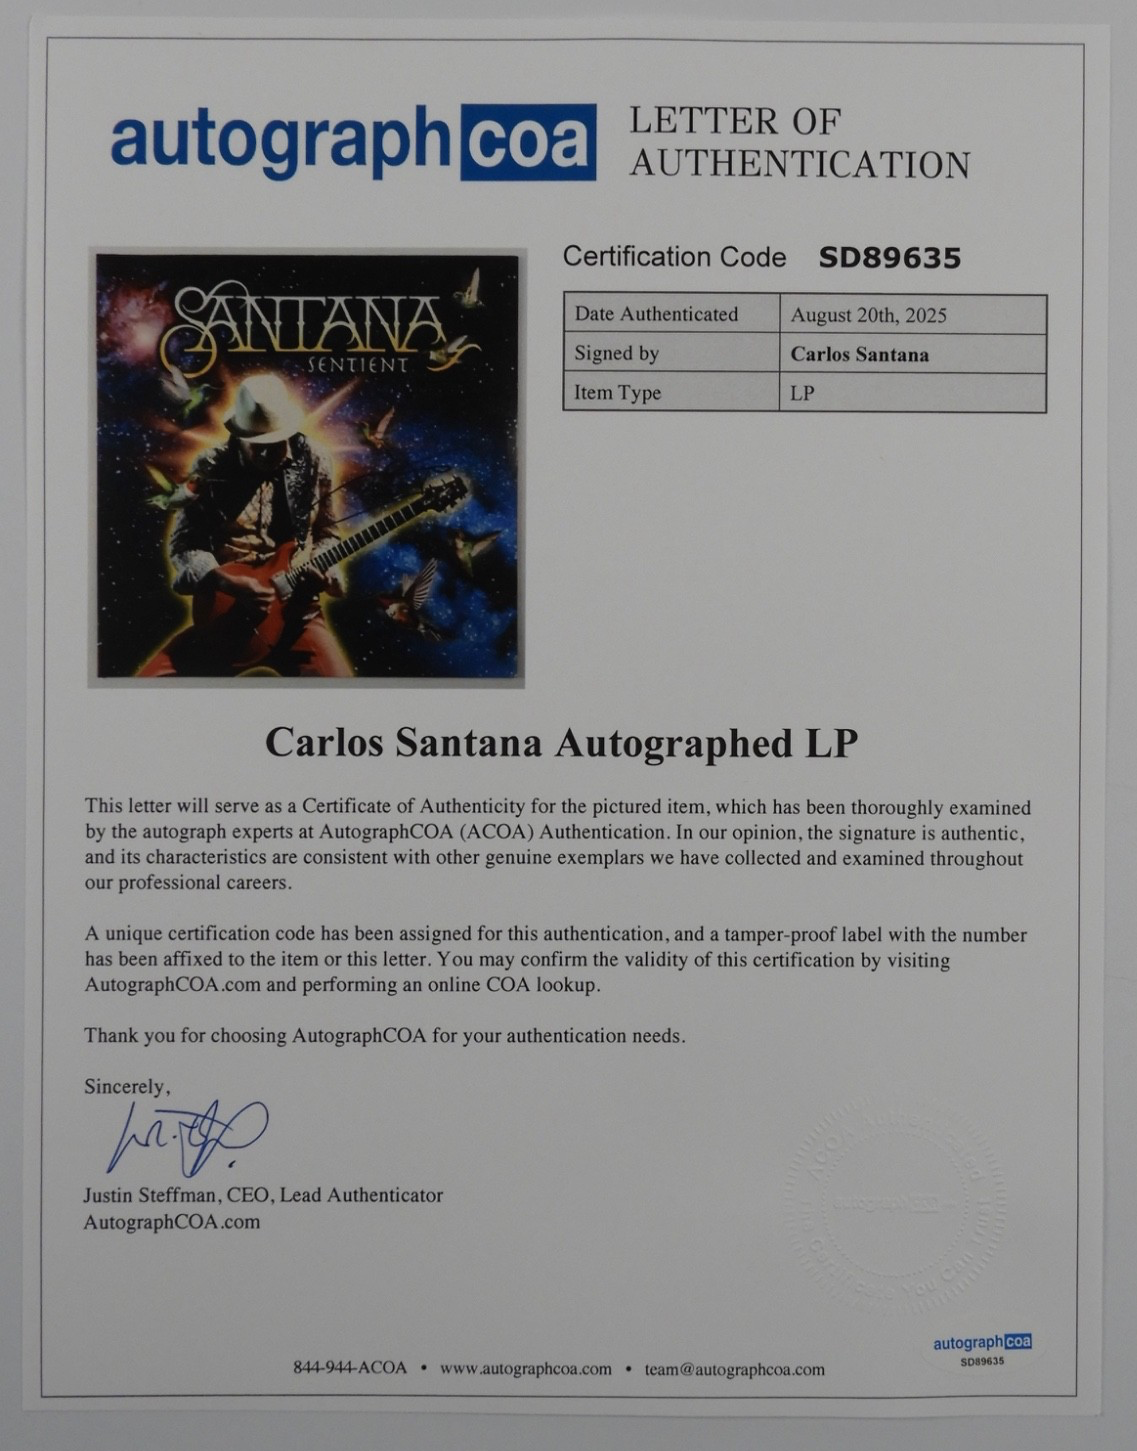 autographcoa
LETTER OF
AUTHENTICATION
SANTANA
SENTIENT
Certification Code SD89635
Date Authenticated August 20th, 2025
Signed by Carlos Santana
Item Type LP
Carlos Santana Autographed LP
This letter will serve as a Certificate of Authenticity for the pictured item, which has been thoroughly examined
by the autograph experts at AutographCOA (ACOA) Authentication. In our opinion, the signature is authentic,
and its characteristics are consistent with other genuine exemplars we have collected and examined throughout
our professional careers.
A unique certification code has been assigned for this authentication, and a tamper-proof label with the number
has been affixed to the item or this letter. You may confirm the validity of this certification by visiting
AutographCOA.com and performing an online COA lookup.
Thank you for choosing AutographCOA for your authentication needs.
Sincerely,
Justin Steffman, CEO, Lead Authenticator
AutographCOA.com
autographcoa
SD89635
844-944-ACOA • www.autographcoa.com • team@autographcoa.com